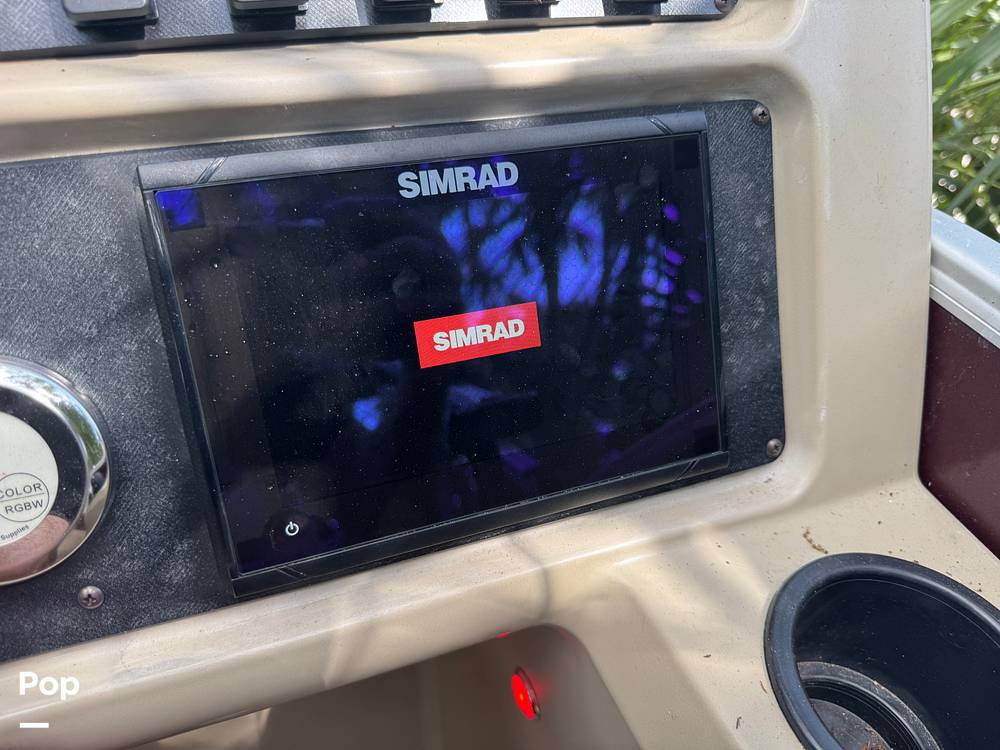 SIMRAD
SIMRAD
COLOR
RGBW
Supplies
Pop